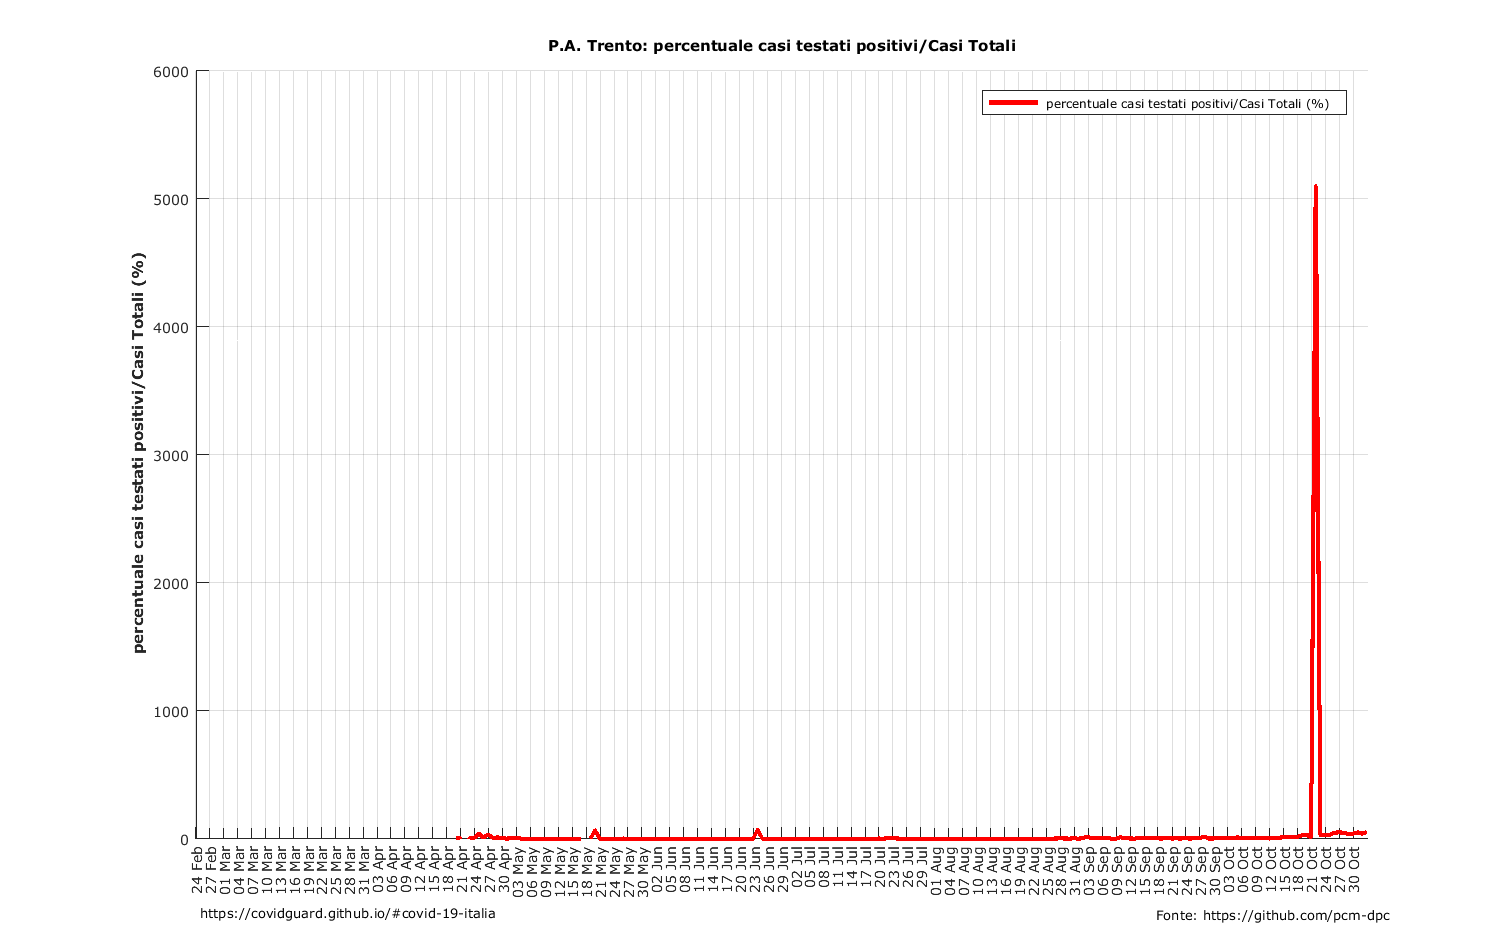 P.A. Trento: percentuale casi testati positivi/Casi Totali
percentuale casi testati positivi/Casi Totali (%)
percentuale casi testati positivi/Casi Totali (%)
6000
5000
4000
3000
2000
1000
0
24 Feb
27 Feb
01 Mar
04 Mar
07 Mar
10 Mar
13 Mar
16 Mar
19 Mar
22 Mar
25 Mar
28 Mar
31 Mar
03 Apr
06 Apr
09 Apr
12 Apr
15 Apr
18 Apr
21 Apr
24 Apr
27 Apr
30 Apr
03 May
06 May
09 May
12 May
15 May
18 May
21 May
24 May
27 May
30 May
02 Jun
05 Jun
08 Jun
11 Jun
14 Jun
17 Jun
20 Jun
23 Jun
26 Jun
29 Jun
02 Jul
05 Jul
08 Jul
11 Jul
14 Jul
17 Jul
20 Jul
23 Jul
26 Jul
29 Jul
01 Aug
04 Aug
07 Aug
10 Aug
13 Aug
16 Aug
19 Aug
22 Aug
25 Aug
28 Aug
31 Aug
03 Sep
06 Sep
09 Sep
12 Sep
15 Sep
18 Sep
21 Sep
24 Sep
27 Sep
30 Sep
03 Oct
06 Oct
09 Oct
12 Oct
15 Oct
18 Oct
21 Oct
24 Oct
27 Oct
30 Oct
https://covidguard.github.io/#covid-19-italia
Fonte: https://github.com/pcm-dpc